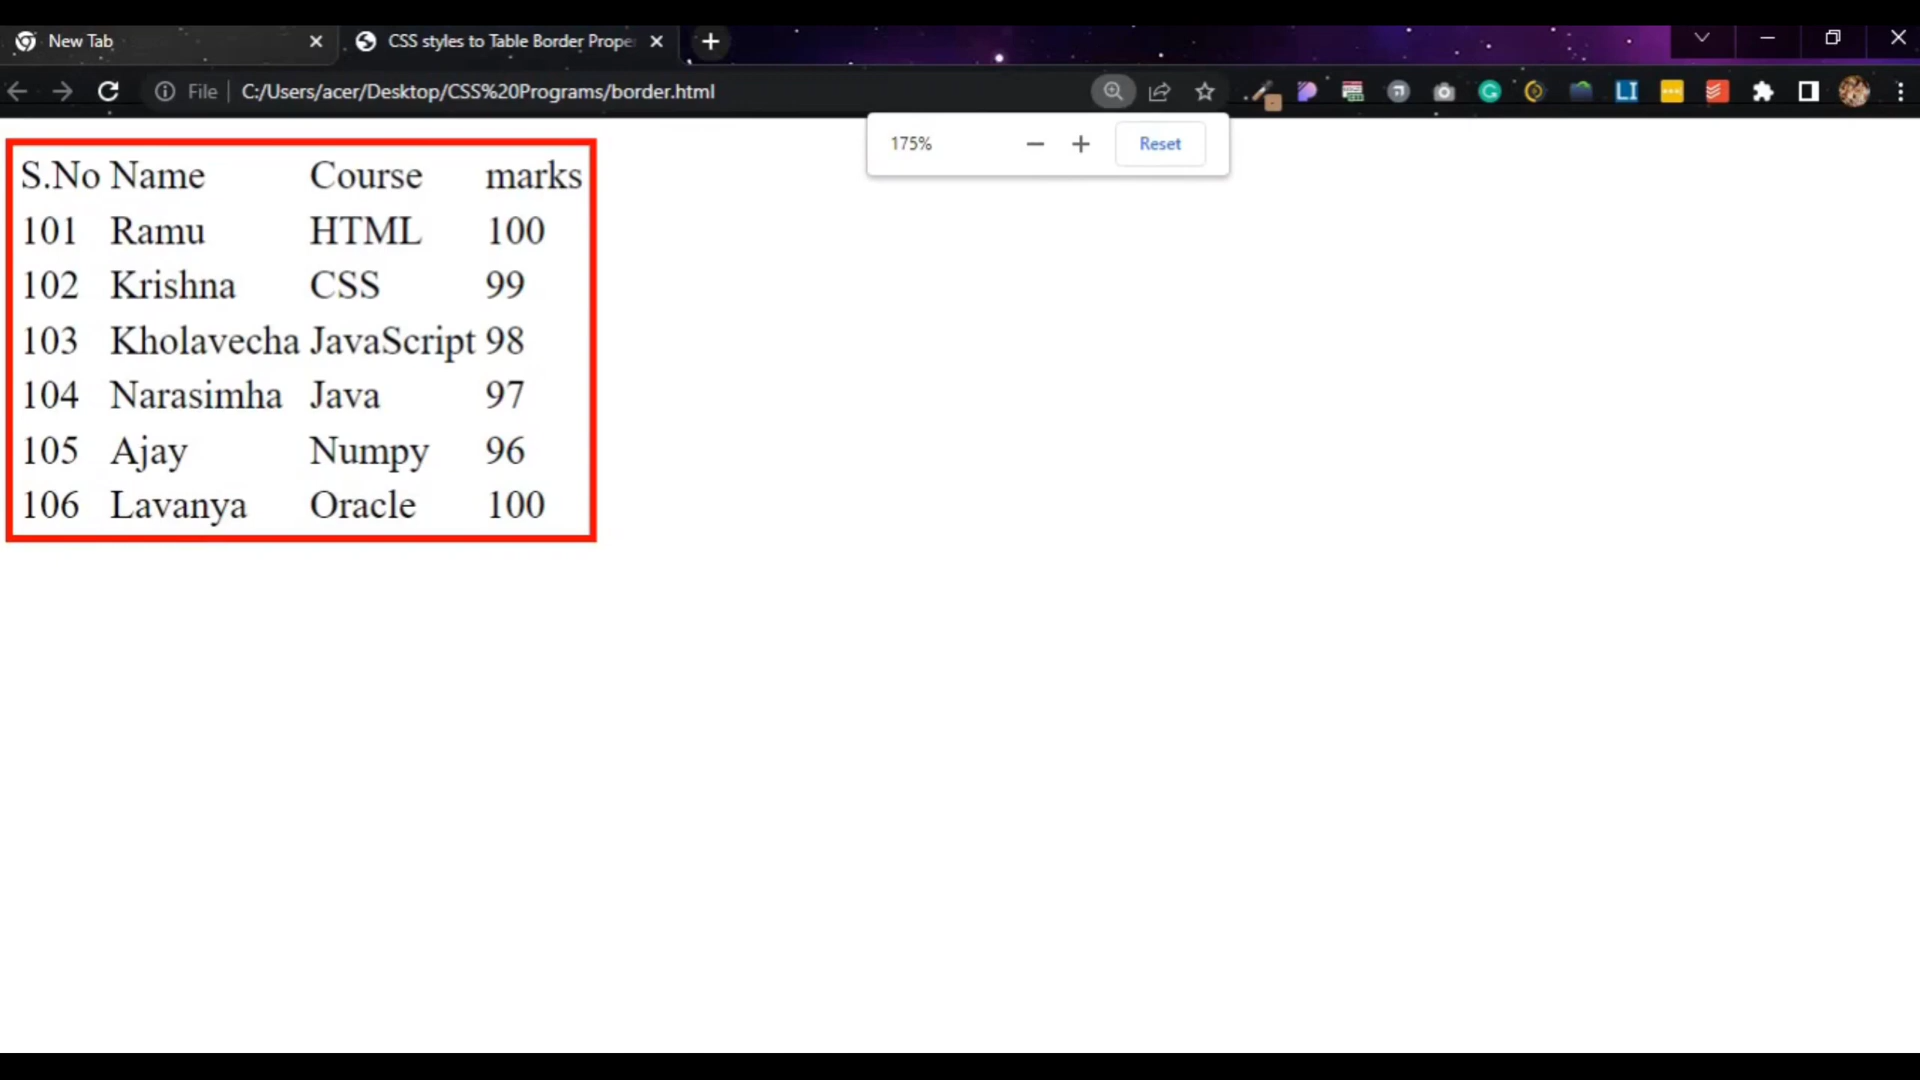 New Tab
CSS styles to Table Border Prope
File
C:/Users/acer/Desktop/CSS%20Programs/border.html
LI
175%
Reset
S.No Name Course marks
101 Ramu HTML 100
102 Krishna CSS 99
103 Kholavecha JavaScript 98
104 Narasimha Java 97
105 Ajay Numpy 96
106 Lavanya Oracle 100